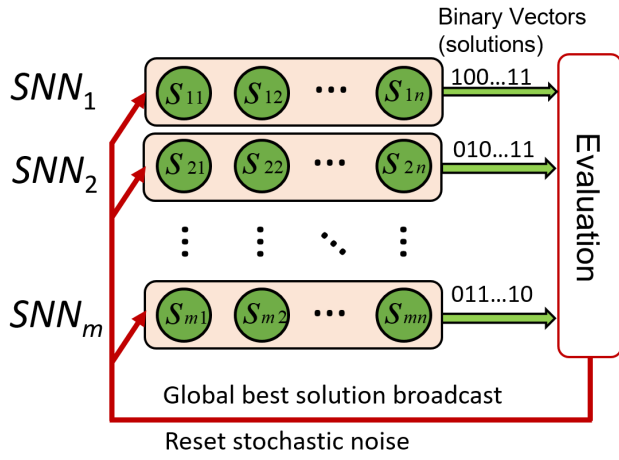 Binary Vectors
(solutions)
SNN1
S11 S12 ... S1n
100...11
SNN2
S21 S22 ... S2n
010...11
Evaluation
SNNm
Sm1 Sm2 ... Smn
011...10
Global best solution broadcast
Reset stochastic noise